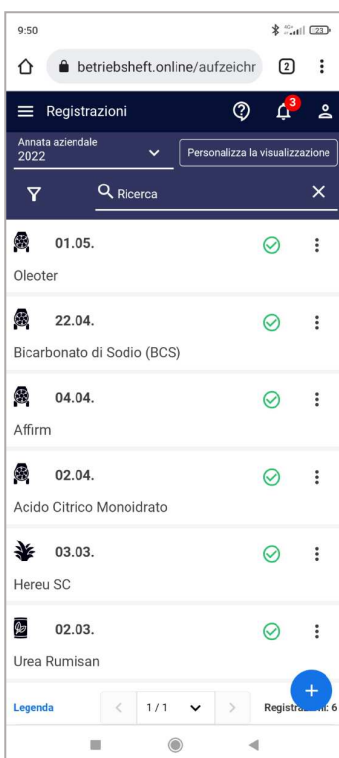 9:50
23
betriebsheft.online/aufzeichr
2
Registrazioni
3
Annata aziendale
2022
Personalizza la visualizzazione
Ricerca
01.05.
Oleoter
22.04.
Bicarbonato di Sodio (BCS)
04.04.
Affirm
02.04.
Acido Citrico Monoidrato
03.03.
Hereu SC
02.03.
Urea Rumisan
Legenda
1 / 1
6